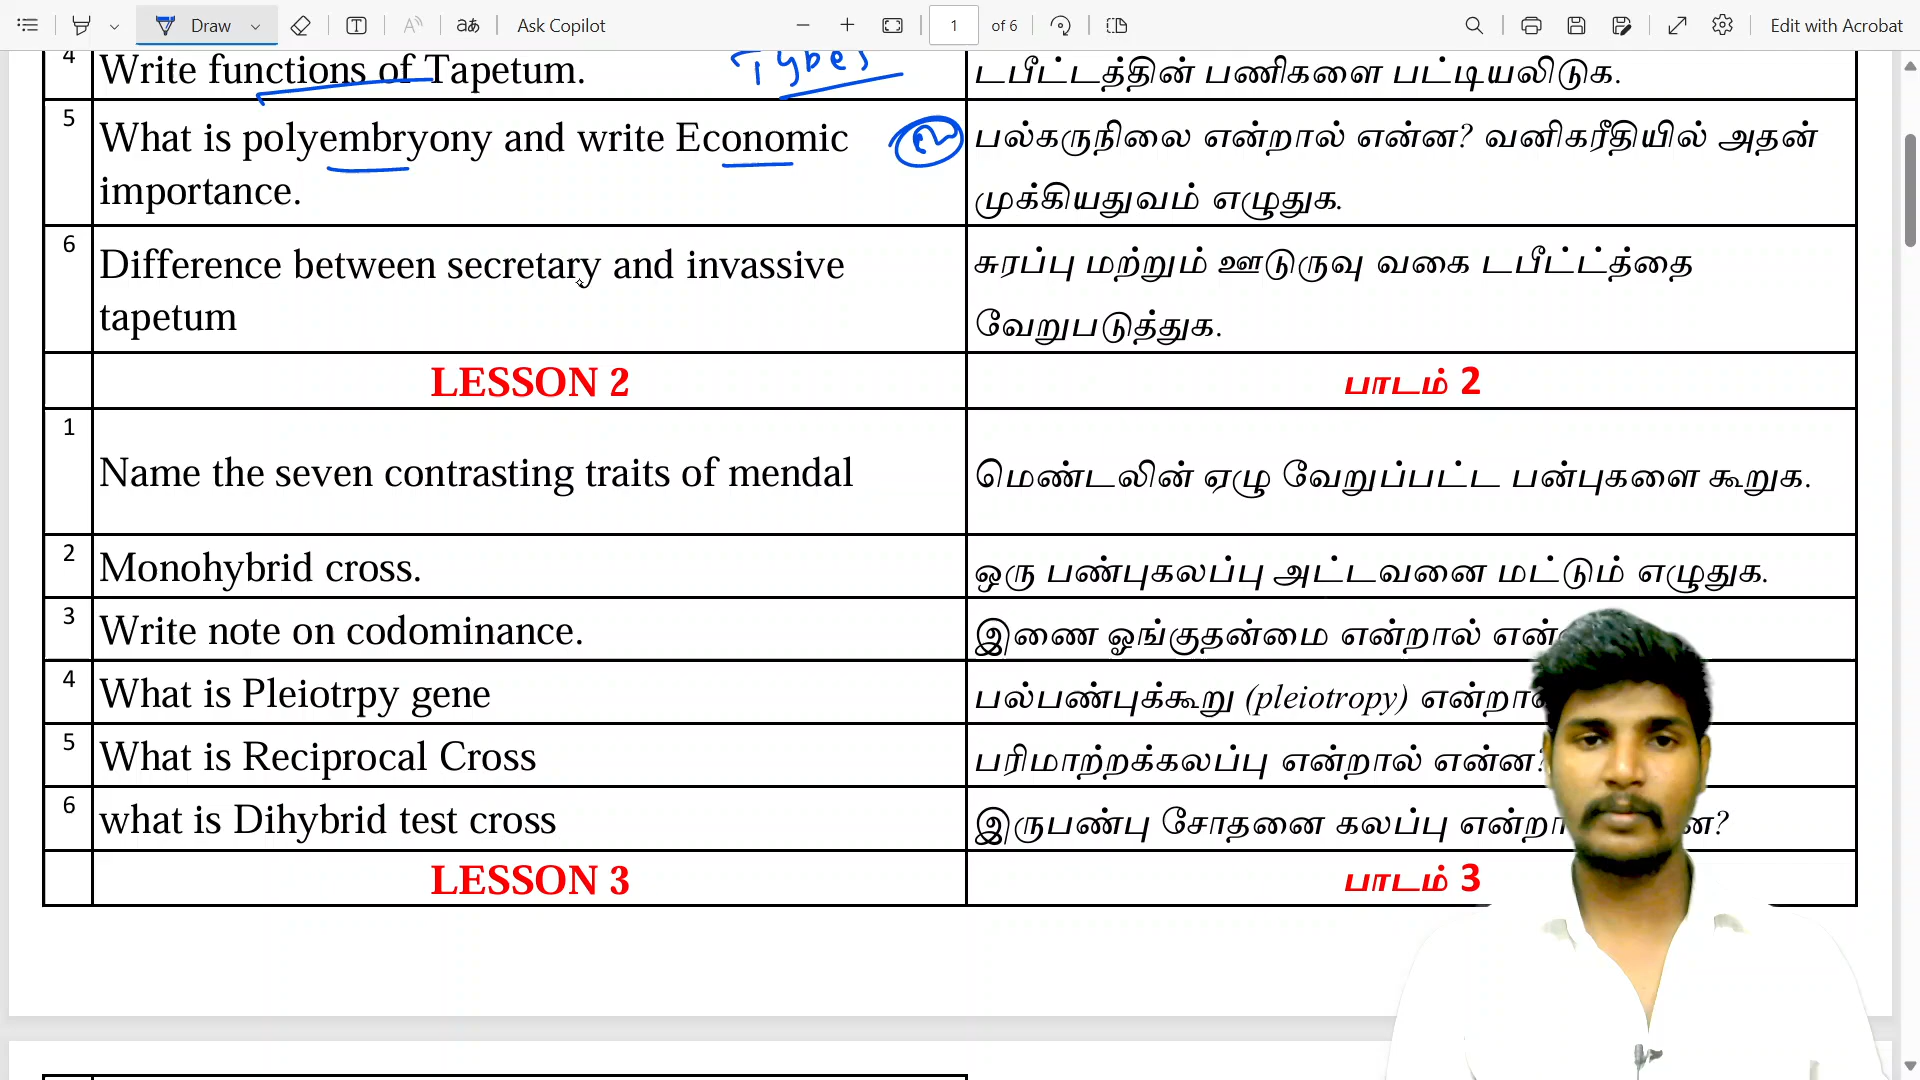 Draw
Ask Copilot
1 of 6
Edit with Acrobat
4 Write functions of Tapetum. Types டபீட்டத்தின் பணிகளை பட்டியலிடுக.
5 What is polyembryony and write Economic பல்கருநிலை என்றால் என்ன? வனிகரீதியில் அதன்
importance. முக்கியதுவம் எழுதுக.
6 Difference between secretary and invassive சுரப்பு மற்றும் ஊடுருவு வகை டபீட்ட்த்தை
tapetum வேறுபடுத்துக.
LESSON 2 பாடம் 2
1 Name the seven contrasting traits of mendal மெண்டலின் ஏழு வேறுப்பட்ட பன்புகளை கூறுக.
2 Monohybrid cross. ஒரு பண்புகலப்பு அட்டவனை மட்டும் எழுதுக.
3 Write note on codominance. இணை ஓங்குதன்மை என்றால்
4 What is Pleiotrpy gene பல்பண்புக்கூறு (pleiotropy)
5 What is Reciprocal Cross பரிமாற்றக்கலப்பு என்றால் என்ன?
6 what is Dihybrid test cross இருபண்பு சோதனை கலப்பு
LESSON 3 பாடம் 3